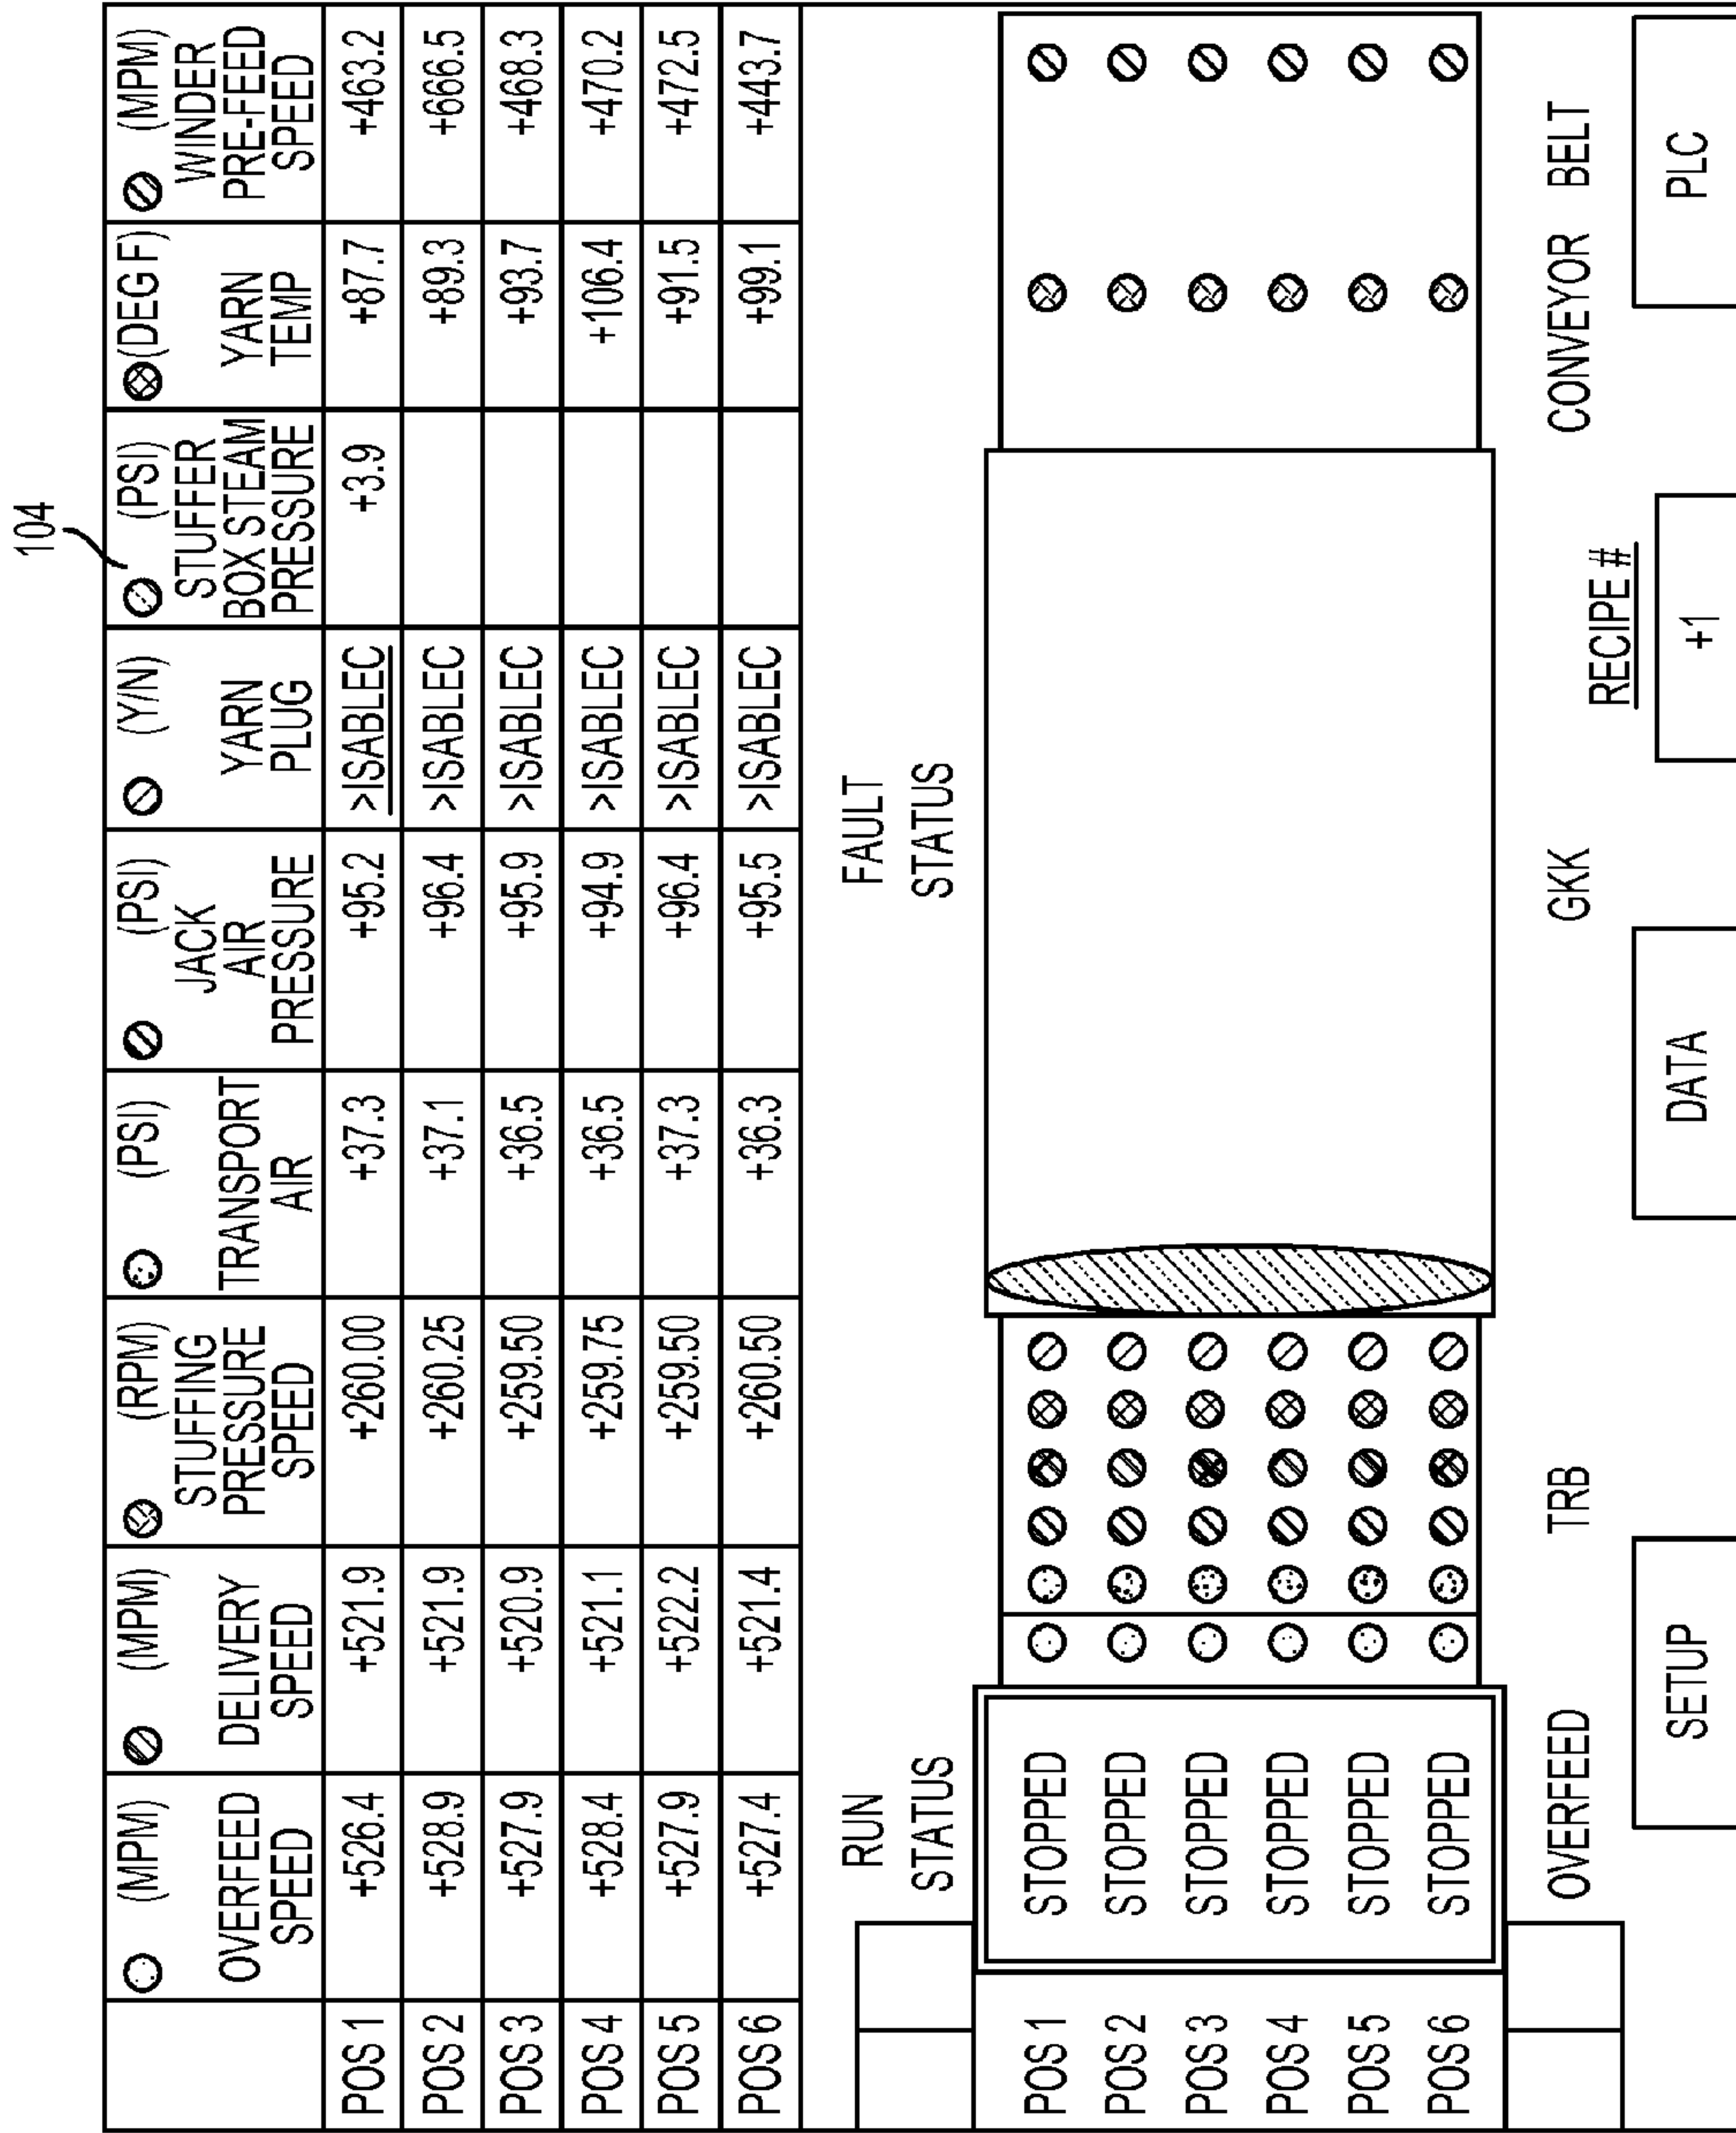 104
(MPM) (MPM) (RPM) (PSI) (PSI) (Y/N) (PSI) (DEG F) (MPM)
OVERFEED SPEED
DELIVERY SPEED
STUFFING PRESSURE SPEED
TRANSPORT AIR
JACK AIR PRESSURE
YARN PLUG
STUFFER BOX STEAM PRESSURE
YARN TEMP
WINDER PRE-FEED SPEED
POS 1 +526.4 +521.9 +260.00 +37.3 +95.2 >ISABLEC +3.9 +87.7 +463.2
POS 2 +528.9 +521.9 +260.25 +37.1 +96.4 >ISABLEC +89.3 +666.5
POS 3 +527.9 +520.9 +259.50 +36.5 +95.9 >ISABLEC +93.7 +468.3
POS 4 +528.4 +521.1 +259.75 +36.5 +94.9 >ISABLEC +106.4 +470.2
POS 5 +527.9 +522.2 +259.50 +37.3 +96.4 >ISABLEC +91.5 +472.5
POS 6 +527.4 +521.4 +260.50 +36.3 +95.5 >ISABLEC +99.1 +443.7
RUN STATUS
FAULT STATUS
POS 1 STOPPED
POS 2 STOPPED
POS 3 STOPPED
POS 4 STOPPED
POS 5 STOPPED
POS 6 STOPPED
OVERFEED TRB GKK CONVEYOR BELT
RECIPE #
SETUP DATA +1 PLC